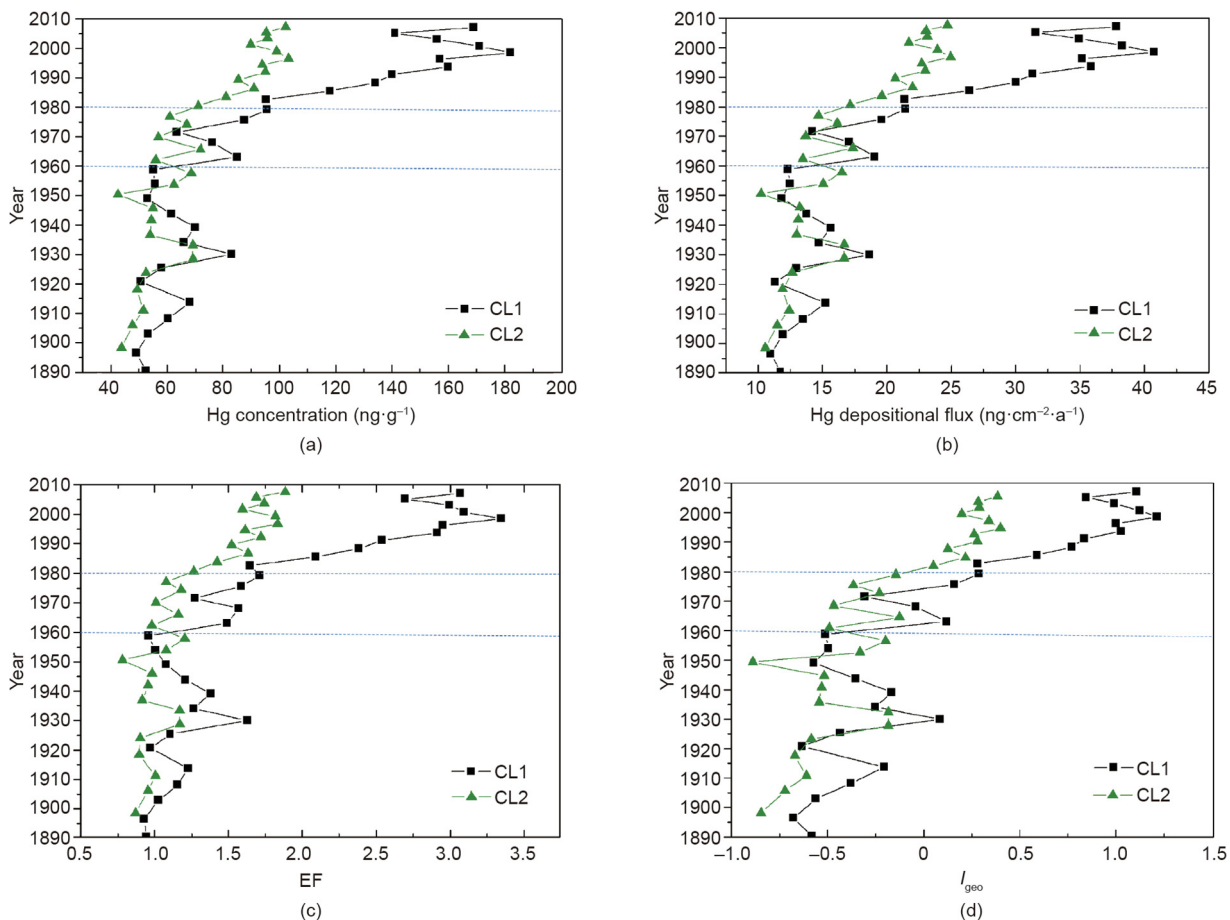 2010
2000
1990
1980
1970
1960
1950
1940
1930
1920
1910
1900
1890
Year
CL1
CL2
40 60 80 100 120 140 160 180 200
Hg concentration (ng·g–1)
(a)
2010
2000
1990
1980
1970
1960
1950
1940
1930
1920
1910
1900
1890
Year
CL1
CL2
10 15 20 25 30 35 40 45
Hg depositional flux (ng·cm–2·a–1)
(b)
2010
2000
1990
1980
1970
1960
1950
1940
1930
1920
1910
1900
1890
Year
CL1
CL2
0.5 1.0 1.5 2.0 2.5 3.0 3.5
EF
(c)
2010
2000
1990
1980
1970
1960
1950
1940
1930
1920
1910
1900
1890
Year
CL1
CL2
–1.0 –0.5 0 0.5 1.0 1.5
Igeo
(d)